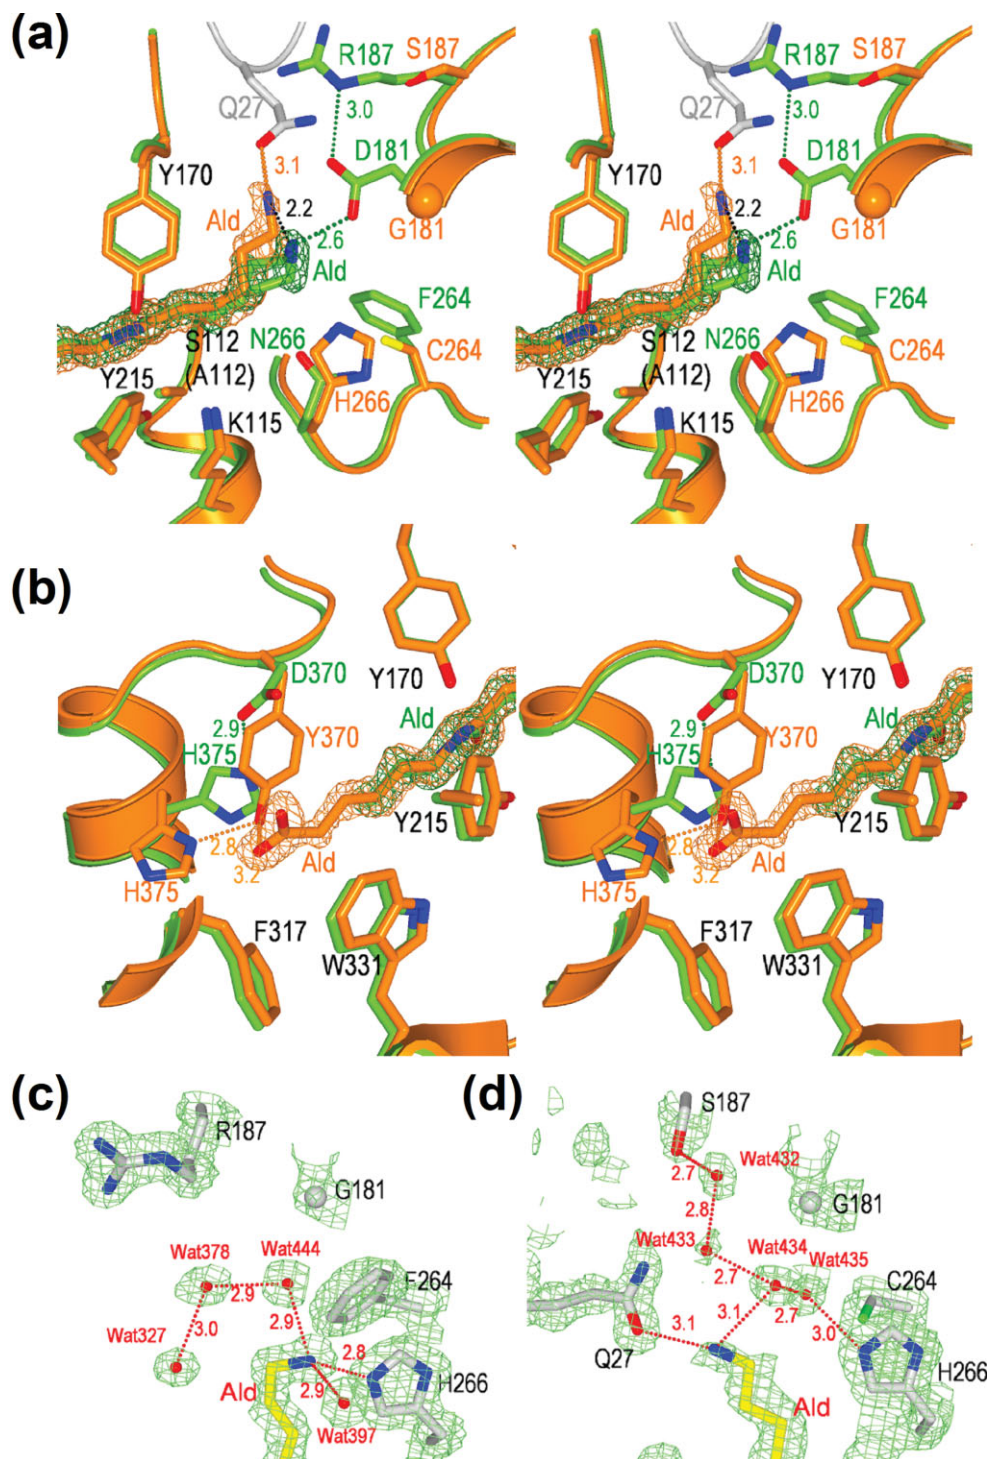 (a)
R187 S187
Q27
3.0
D181
3.1
Y170
2.2
Ald
G181
2.6
Ald
F264
S112
N266
(A112)
C264
Y215
H266
K115
R187 S187
Q27
3.0
D181
3.1
Y170
2.2
Ald
G181
2.6
Ald
F264
S112
N266
(A112)
C264
Y215
H266
K115
(b)
D370
Y170
Ald
2.9
Y370
H375
Y215
2.8
Ald
3.2
H375
F317
W331
D370
Y170
Ald
2.9
Y370
H375
Y215
2.8
Ald
3.2
H375
F317
W331
(c)
R187
G181
Wat378
Wat444
F264
2.9
3.0
2.9
Wat327
2.8
Ald
2.9
H266
Wat397
(d)
S187
2.7
Wat432
2.8
G181
Wat433
Wat434
Wat435
2.7
C264
3.1
2.7
3.1
3.0
Q27
H266
Ald